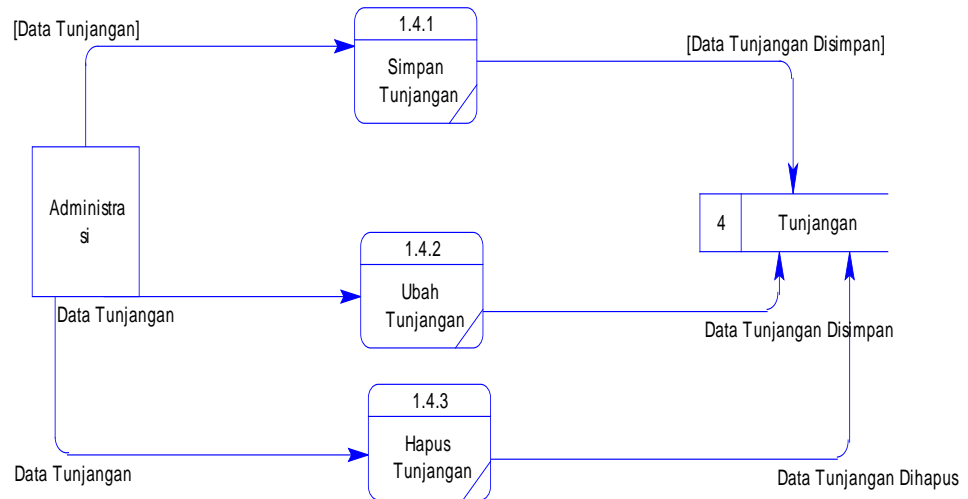 [Data Tunjangan]
1.4.1
Simpan
Tunjangan
[Data Tunjangan Disimpan]
Administra
si
4
Tunjangan
1.4.2
Ubah
Tunjangan
Data Tunjangan
Data Tunjangan Disimpan
1.4.3
Hapus
Tunjangan
Data Tunjangan
Data Tunjangan Dihapus